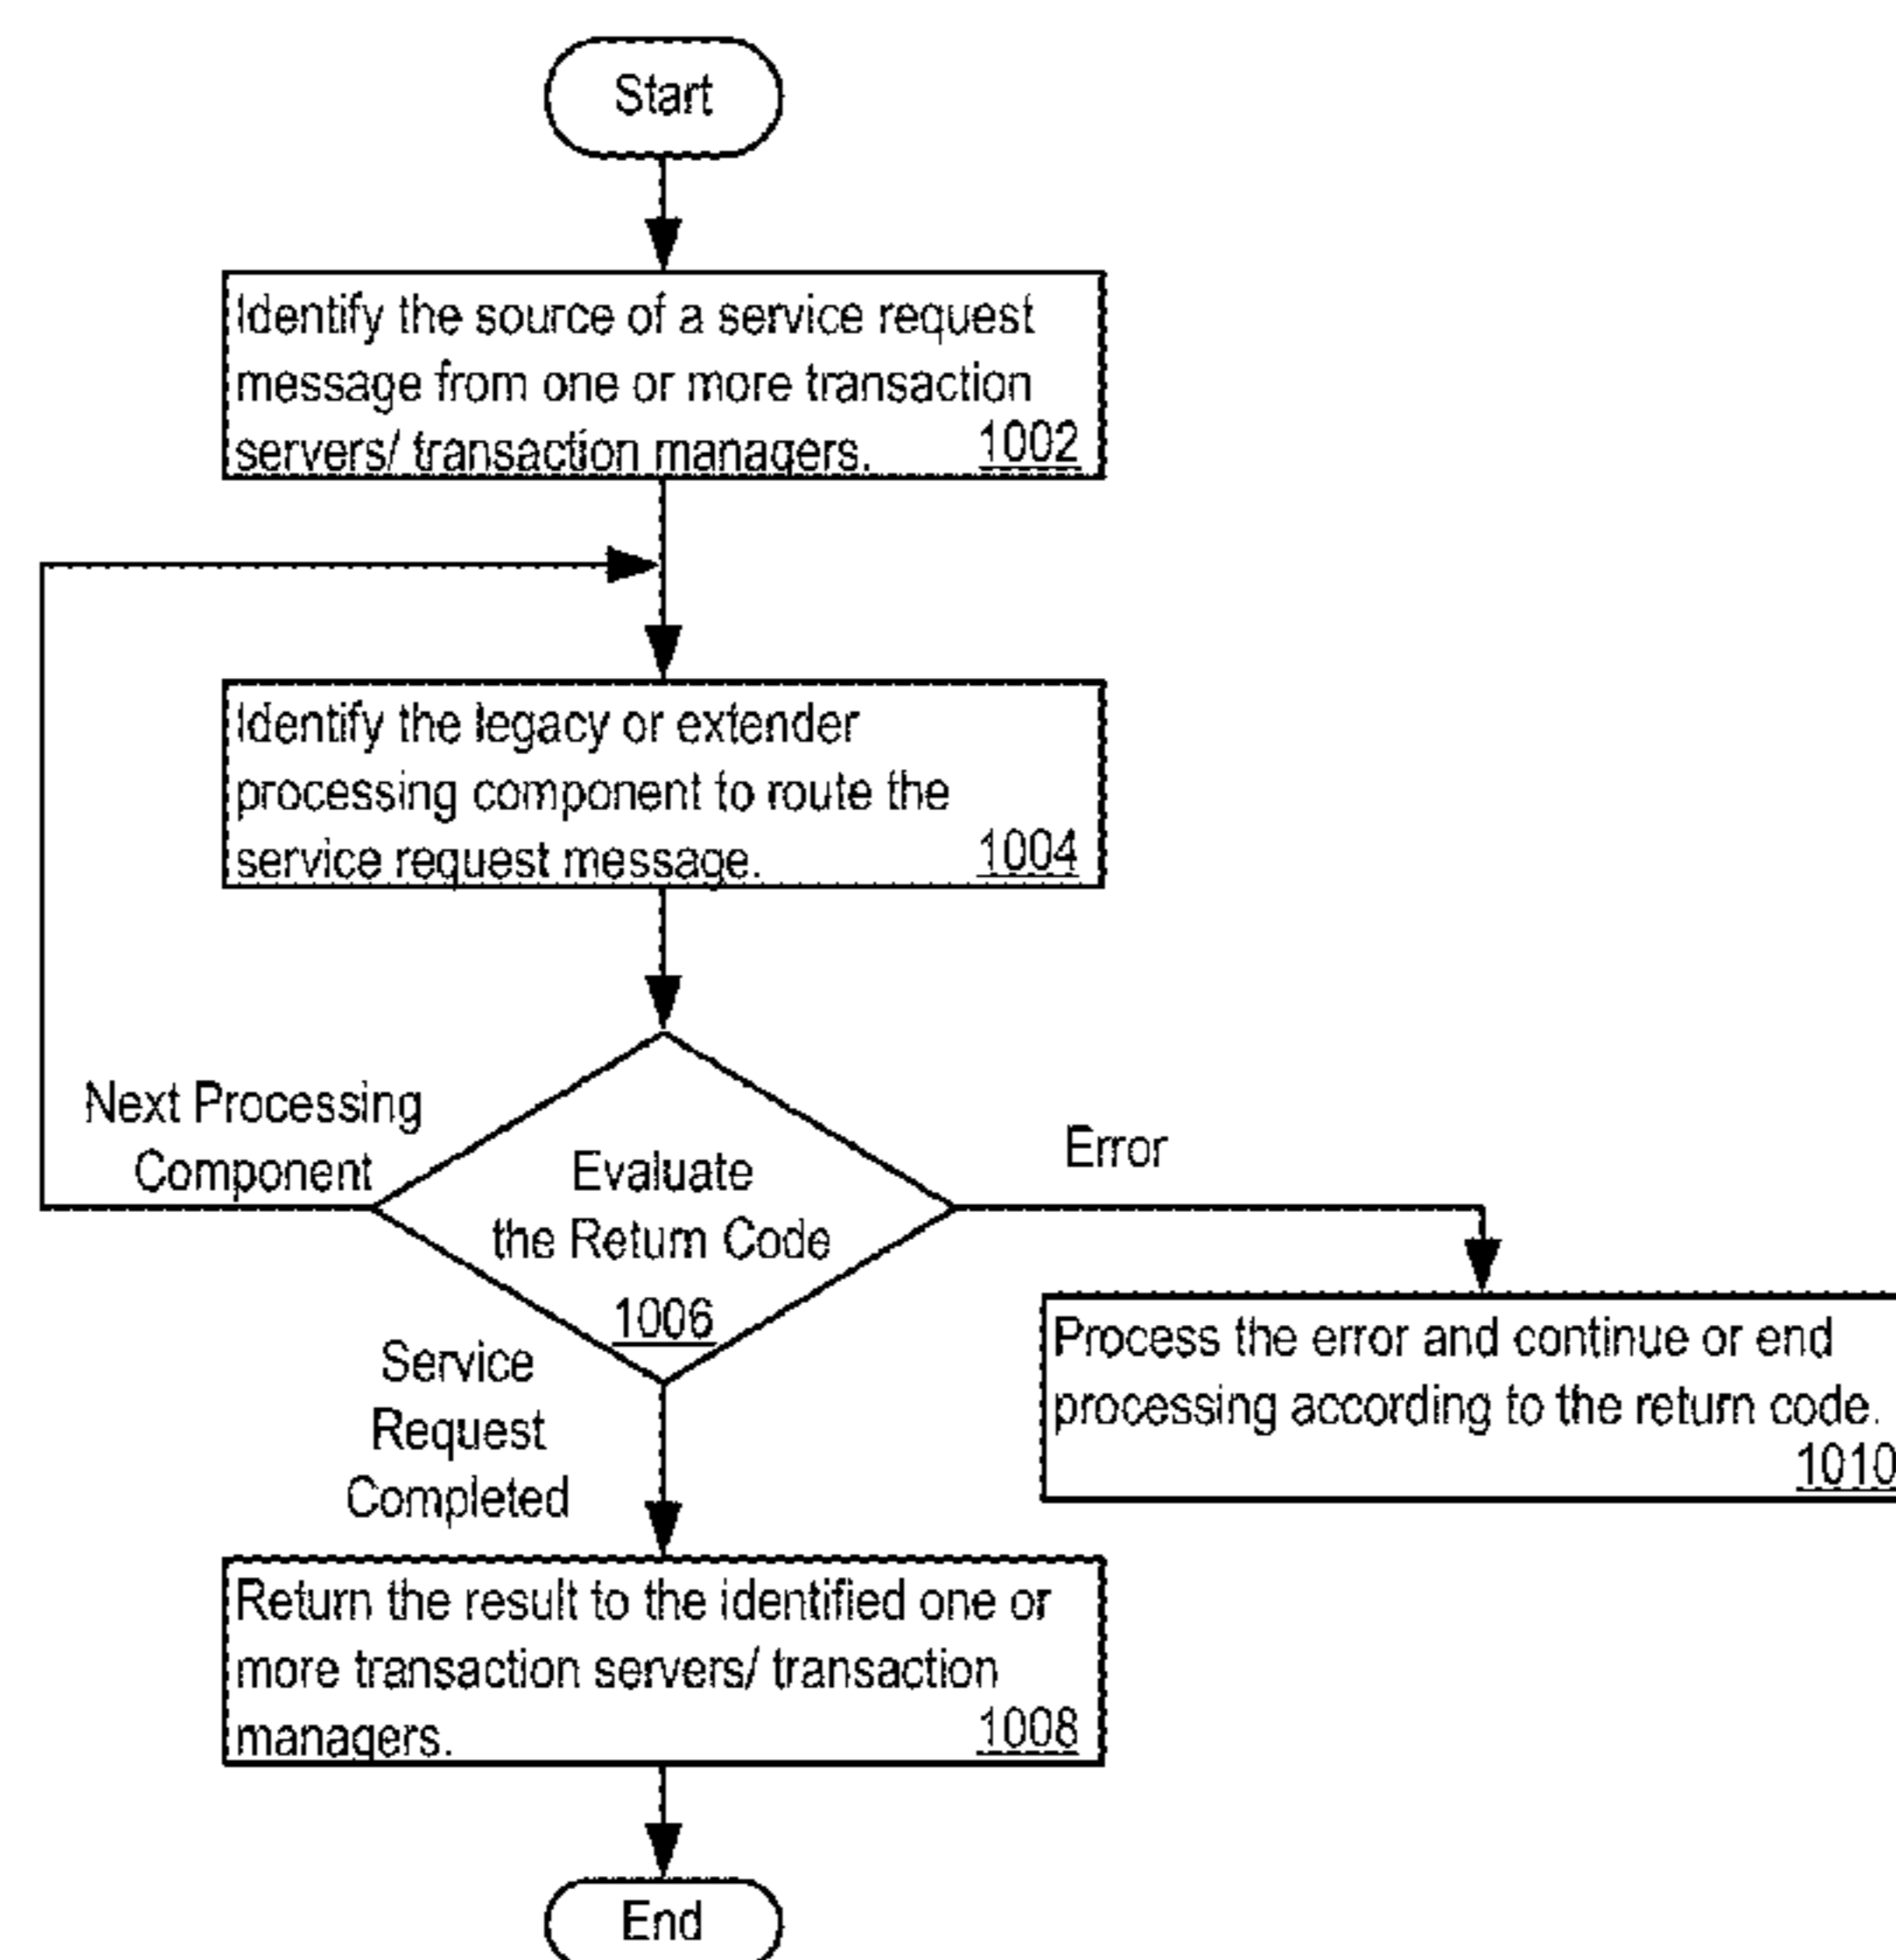 Start
Identify the source of a service request
message from one or more transaction
servers/ transaction managers.
1002
Identify the legacy or extender
processing component to route the
service request message.
1004
Next Processing
Component
Evaluate
the Return Code
1006
Error
Process the error and continue or end
processing according to the return code.
1010
Service
Request
Completed
Return the result to the identified one or
more transaction servers/ transaction
managers.
1008
End